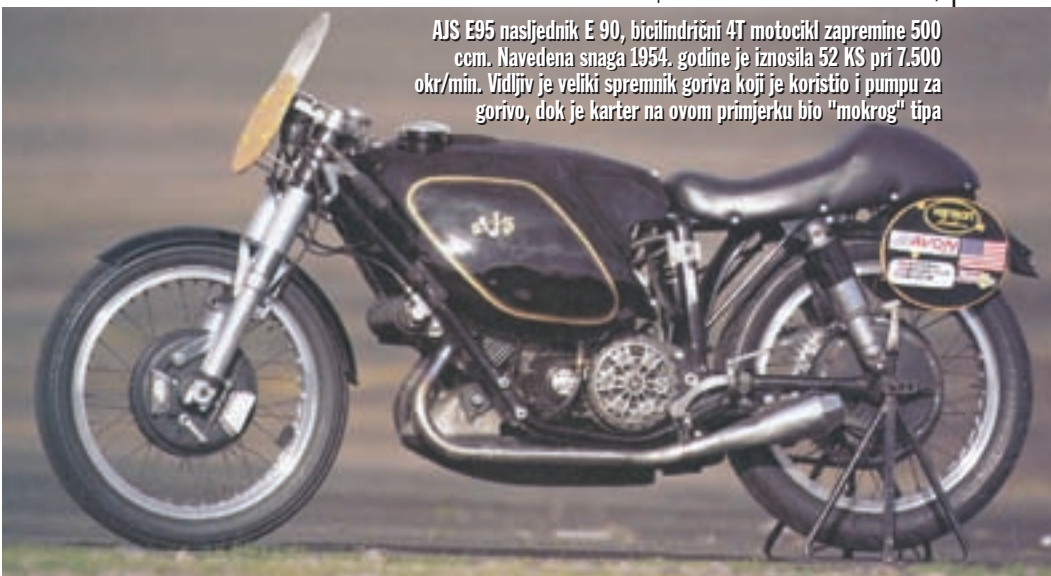 AJS E95 nasljednik E 90, bicilindrični 4T motocikl zapremine 500
ccm. Navedena snaga 1954. godine je iznosila 52 KS pri 7.500
okr/min. Vidljiv je veliki spremnik goriva koji je koristio i pumpu za
gorivo, dok je karter na ovom primjerku bio "mokrog" tipa
AJS
AVON